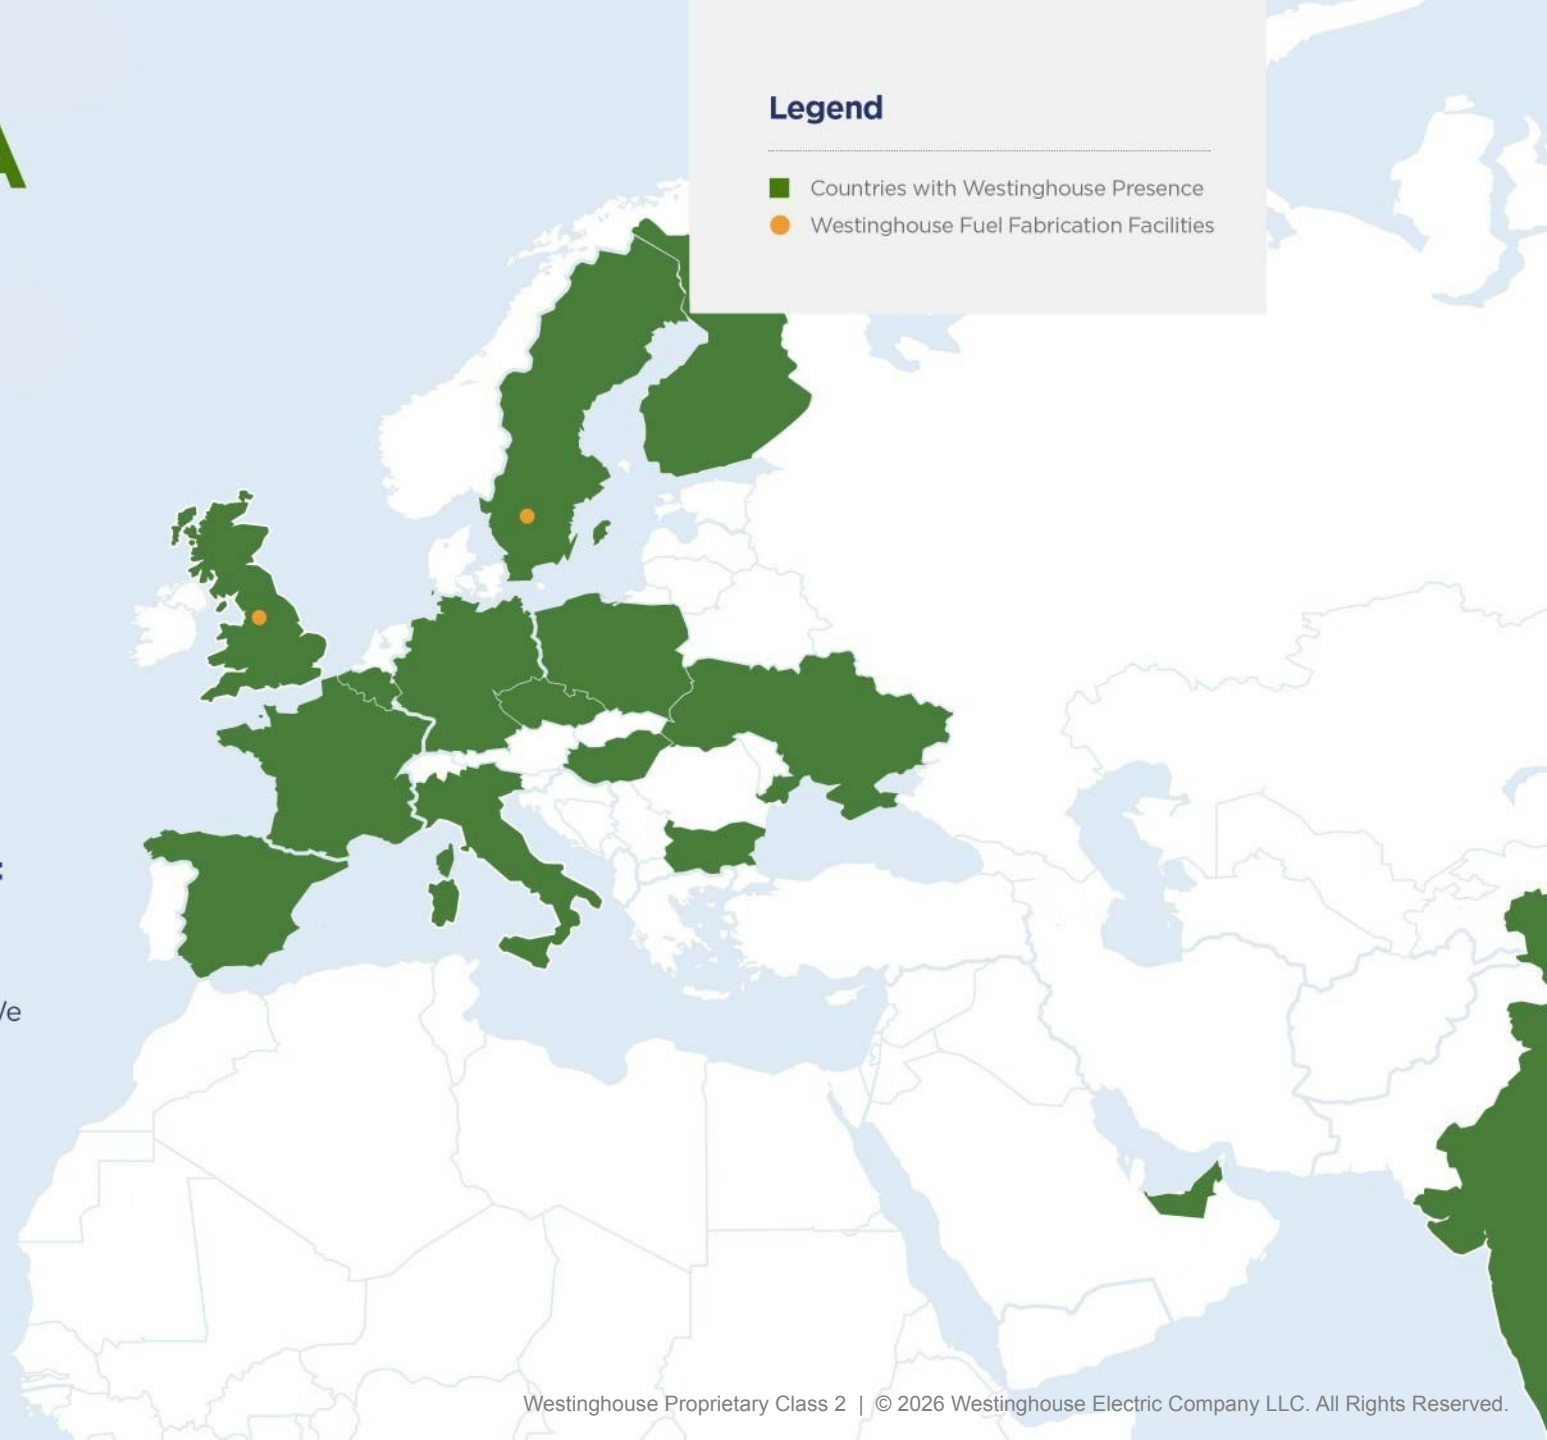 A
Legend
Countries with Westinghouse Presence
Westinghouse Fuel Fabrication Facilities
Westinghouse Proprietary Class 2 | © 2026 Westinghouse Electric Company LLC. All Rights Reserved.